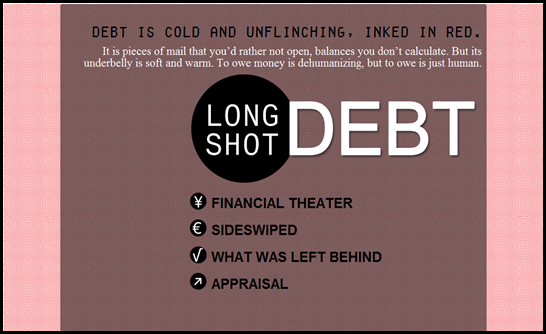 DEBT IS COLD AND UNFLINCHING, INKED IN RED.
It is pieces of mail that you’d rather not open, balances you don’t calculate. But its
underbelly is soft and warm. To owe money is dehumanizing, but to owe is just human.
LONG
SHOT
DEBT
¥ FINANCIAL THEATER
€ SIDESWIPED
√ WHAT WAS LEFT BEHIND
↗ APPRAISAL